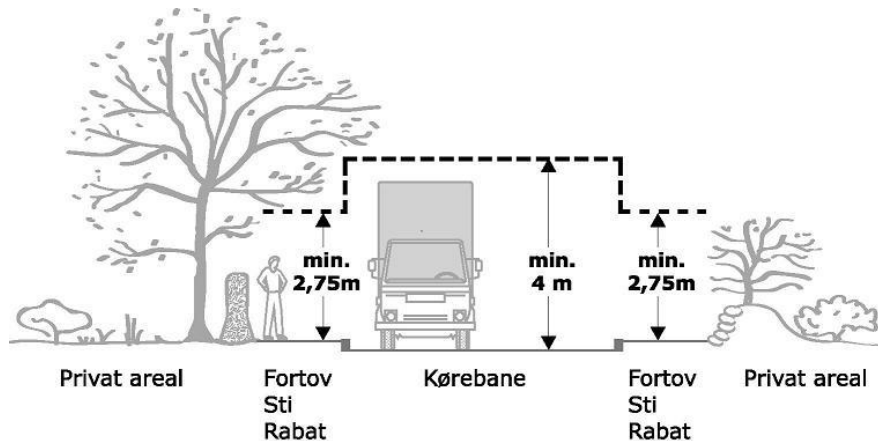 min.
2,75m
min.
4 m
min.
2,75m
Privat areal
Fortov
Sti
Rabat
Kørebane
Fortov
Sti
Rabat
Privat areal